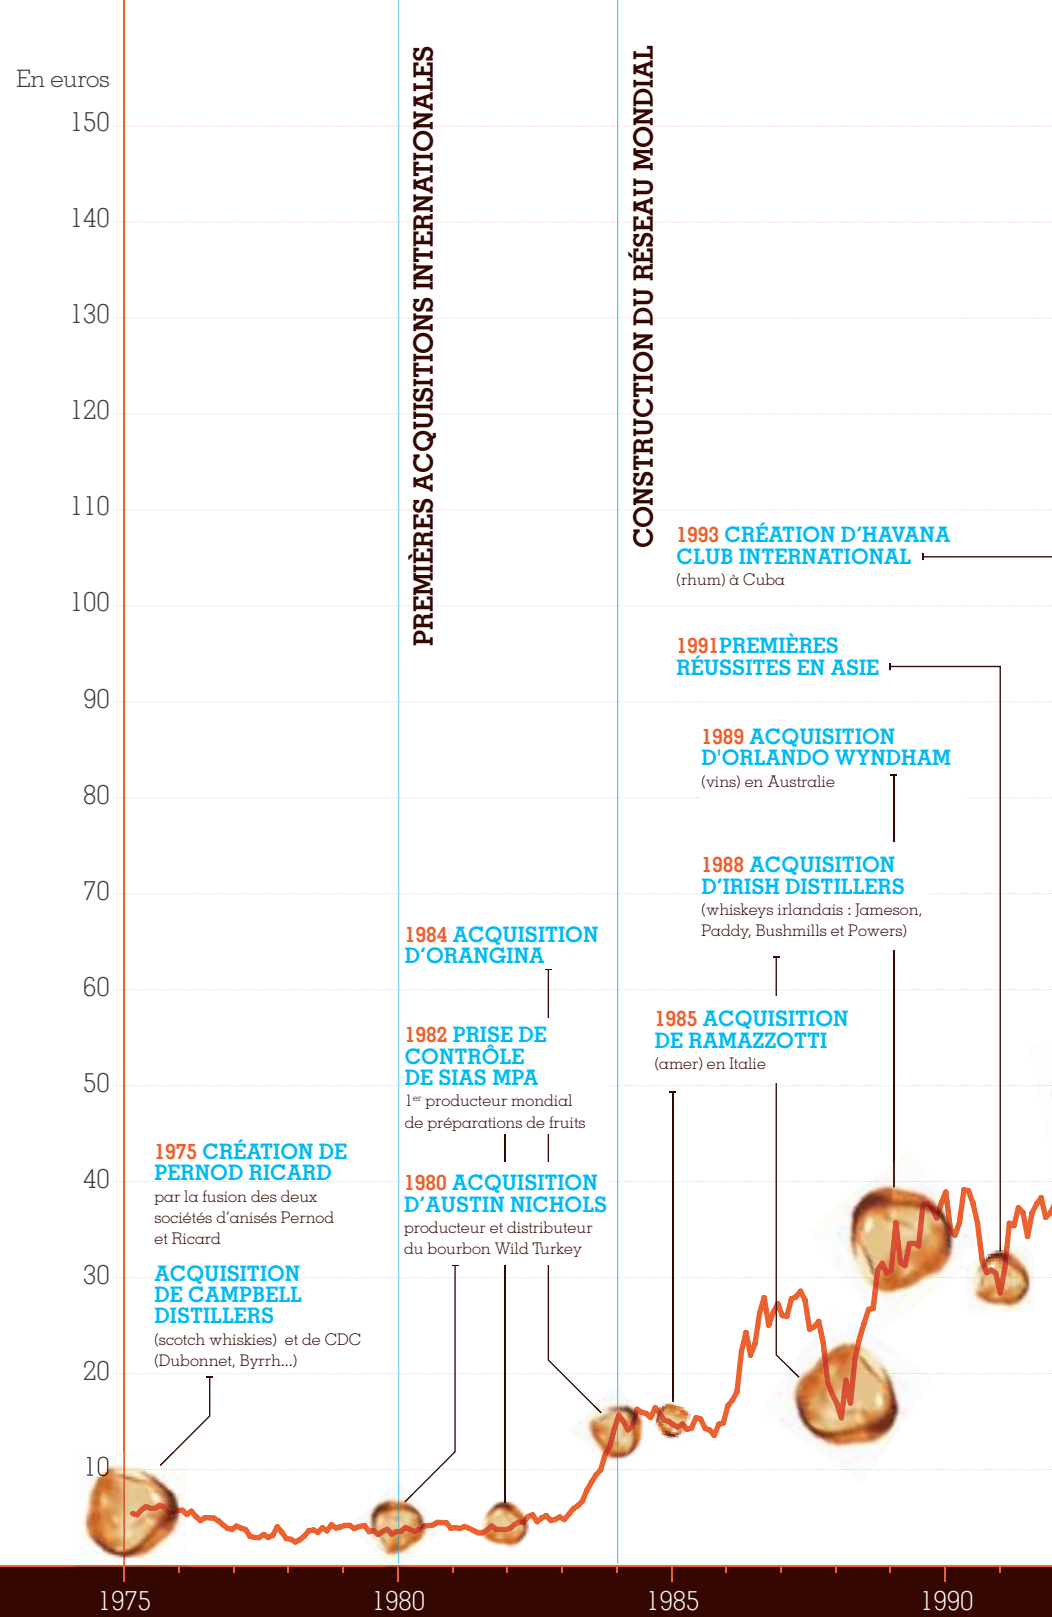 En euros
150
140
130
120
110
100
90
80
70
60
50
40
30
20
10
PREMIÈRES ACQUISITIONS INTERNATIONALES
CONSTRUCTION DU RÉSEAU MONDIAL
1993 CRÉATION D’HAVANA
CLUB INTERNATIONAL
(rhum) à Cuba
1991PREMIÈRES
RÉUSSITES EN ASIE
1989 ACQUISITION
D'ORLANDO WYNDHAM
(vins) en Australie
1988 ACQUISITION
D’IRISH DISTILLERS
(whiskeys irlandais : Jameson,
Paddy, Bushmills et Powers)
1984 ACQUISITION
D’ORANGINA
1985 ACQUISITION
DE RAMAZZOTTI
(amer) en Italie
1982 PRISE DE
CONTRÔLE
DE SIAS MPA
1er producteur mondial
de préparations de fruits
1975 CRÉATION DE
PERNOD RICARD
par la fusion des deux
sociétés d’anisés Pernod
et Ricard
1980 ACQUISITION
D’AUSTIN NICHOLS
producteur et distributeur
du bourbon Wild Turkey
ACQUISITION
DE CAMPBELL
DISTILLERS
(scotch whiskies) et de CDC
(Dubonnet, Byrrh...)
1975
1980
1985
1990